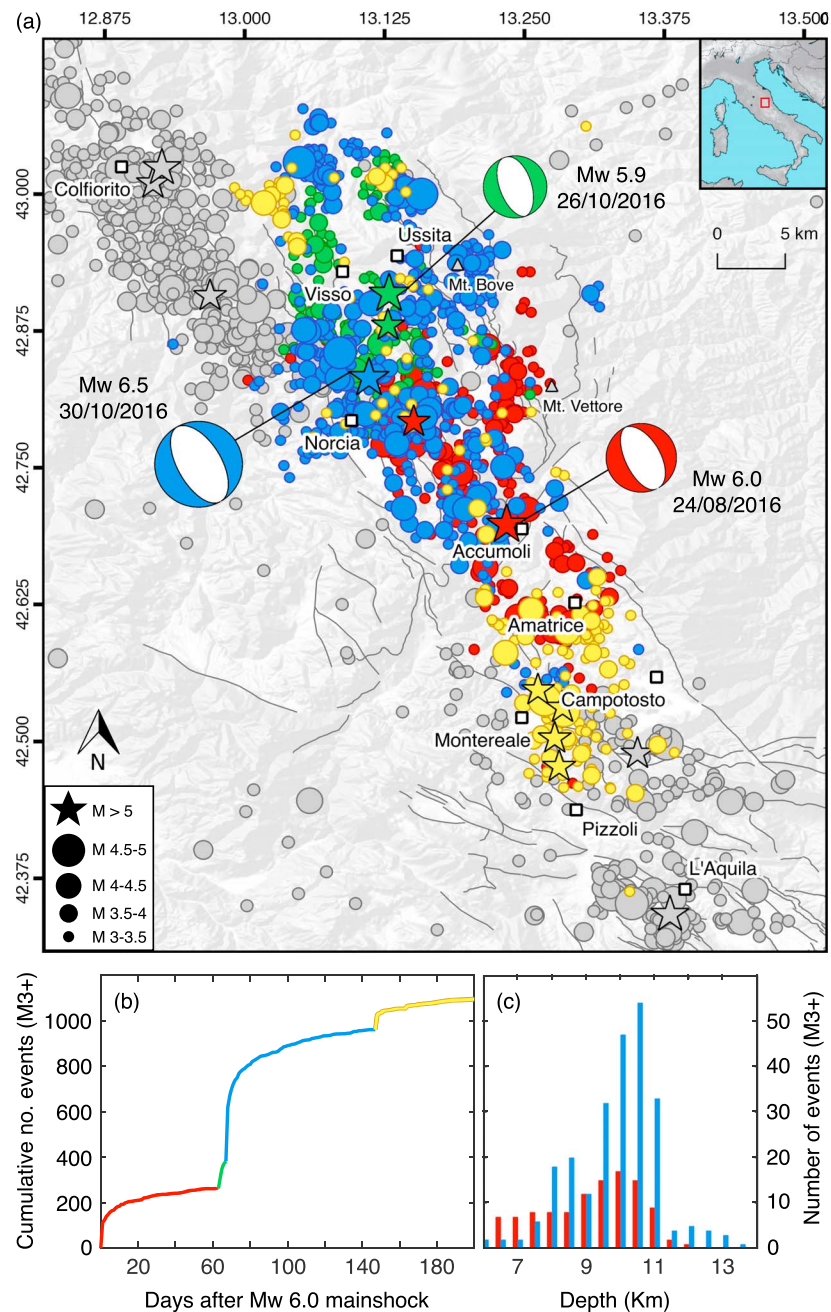 (a)
12.875 13.000 13.125 13.250 13.375 13.500
43.000
42.875
42.750
42.625
42.500
42.375
Colfiorito
Mw 5.9
26/10/2016
0 5 km
Ussita
Visso
Mt. Bove
Mw 6.5
30/10/2016
Mt. Vettore
Norcia
Mw 6.0
24/08/2016
Accumoli
Amatrice
Campotosto
Montereale
N
Pizzoli
L'Aquila
M > 5
M 4.5-5
M 4-4.5
M 3.5-4
M 3-3.5
(b)
Cumulative no. events (M3+)
1000
800
600
400
200
0
20 60 100 140 180
Days after Mw 6.0 mainshock
(c)
50
40
30
20
10
0
Number of events (M3+)
7 9 11 13
Depth (Km)